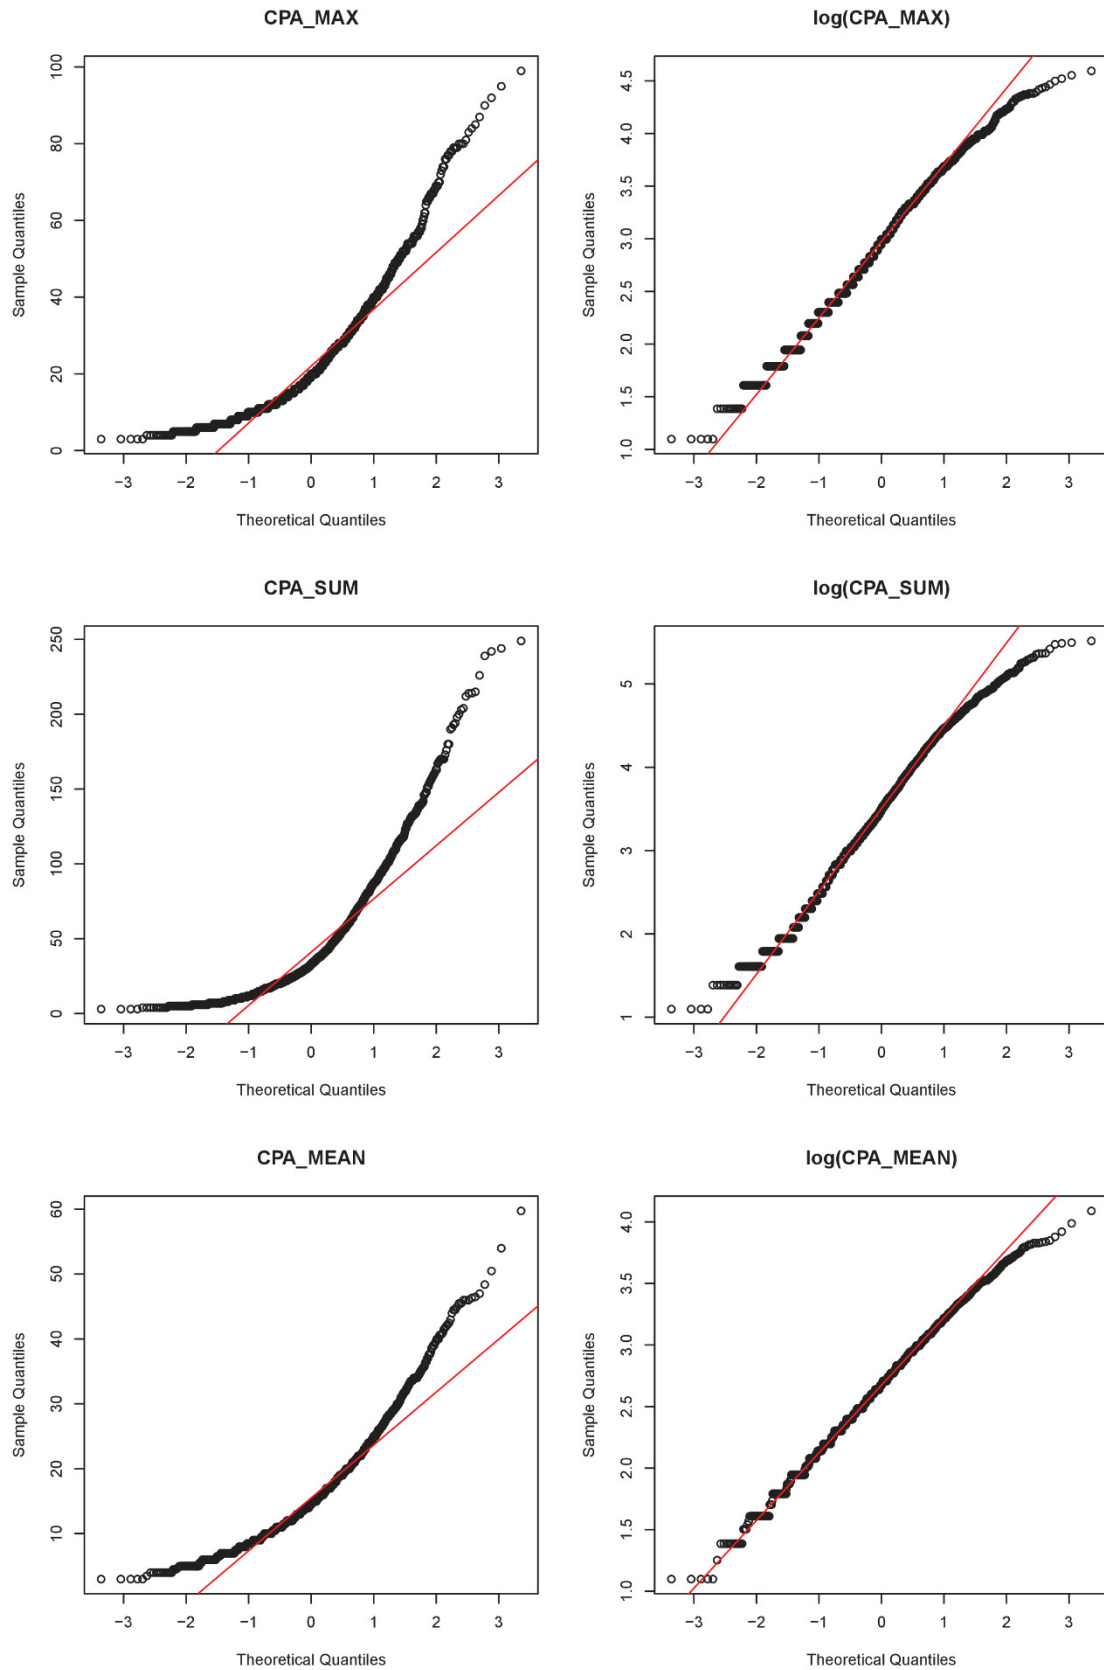 CPA_MAX
log(CPA_MAX)
Sample Quantiles
0
20
40
60
80
100
−3 −2 −1 0 1 2 3
Theoretical Quantiles
Sample Quantiles
1.0
1.5
2.0
2.5
3.0
3.5
4.0
4.5
−3 −2 −1 0 1 2 3
Theoretical Quantiles
CPA_SUM
log(CPA_SUM)
Sample Quantiles
0
50
100
150
200
250
−3 −2 −1 0 1 2 3
Theoretical Quantiles
Sample Quantiles
1
2
3
4
5
−3 −2 −1 0 1 2 3
Theoretical Quantiles
CPA_MEAN
log(CPA_MEAN)
Sample Quantiles
10
20
30
40
50
60
−3 −2 −1 0 1 2 3
Theoretical Quantiles
Sample Quantiles
1.0
1.5
2.0
2.5
3.0
3.5
4.0
−3 −2 −1 0 1 2 3
Theoretical Quantiles